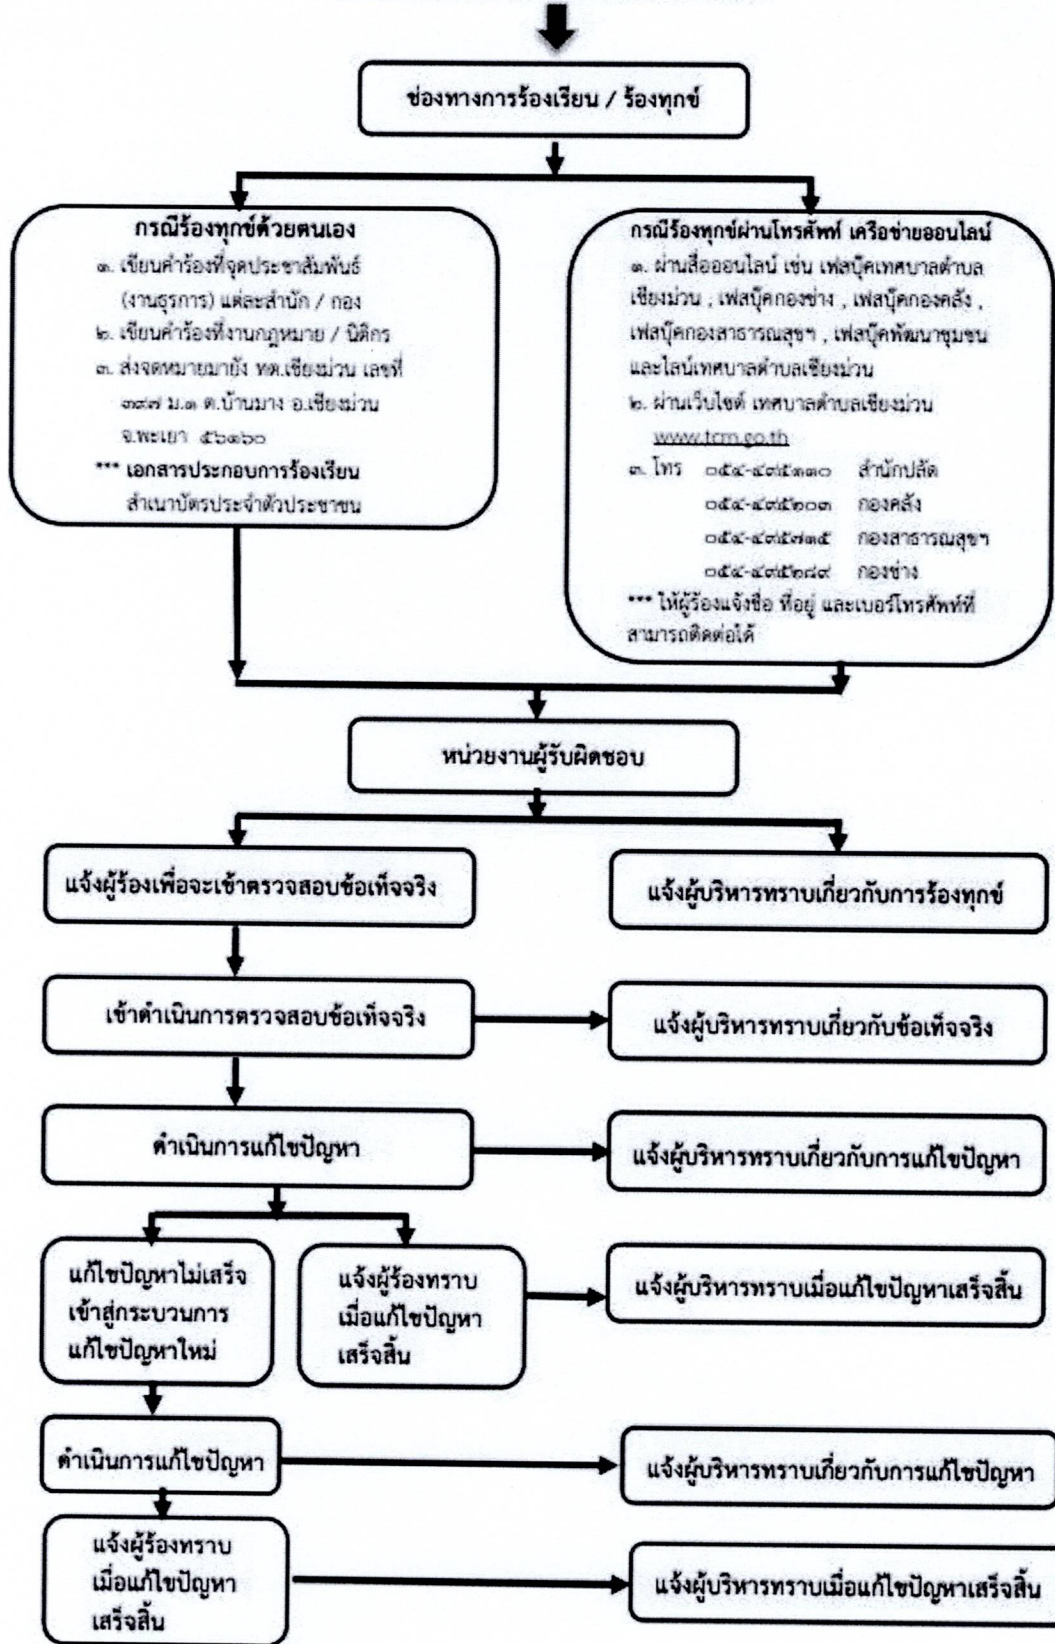 ช่องทางการร้องเรียน / ร้องทุกข์
กรณีร้องทุกข์ด้วยตนเอง
๑. เขียนคำร้องที่จุดประชาสัมพันธ์
(งานธุรการ) แต่ละสำนัก / กอง
๒. เขียนคำร้องที่งานกฎหมาย / นิติกร
๓. ส่งจดหมายมายัง ทต.เชียงม่วน เลขที่
๓๙๗ ม.๑ ต.บ้านมาง อ.เชียงม่วน
จ.พะเยา ๕๖๑๖๐
*** เอกสารประกอบการร้องเรียน
สำเนาบัตรประจำตัวประชาชน
กรณีร้องทุกข์ผ่านโทรศัพท์ เครือข่ายออนไลน์
๑. ผ่านสื่อออนไลน์ เช่น เฟสบุ๊คเทศบาลตำบล
เชียงม่วน , เฟสบุ๊คกองช่าง , เฟสบุ๊คกองคลัง ,
เฟสบุ๊คกองสาธารณสุขฯ , เฟสบุ๊คพัฒนาชุมชน
และไลน์เทศบาลตำบลเชียงม่วน
๒. ผ่านเว็บไซต์ เทศบาลตำบลเชียงม่วน
www.tcm.go.th
๓. โทร สำนักปลัด
กองคลัง
๐๕๔-๔๙๕๗๑๕ กองสาธารณสุขฯ
กองช่าง
*** ให้ผู้ร้องแจ้งชื่อ ที่อยู่ และเบอร์โทรศัพท์ที่
สามารถติดต่อได้
หน่วยงานผู้รับผิดชอบ
แจ้งผู้ร้องเพื่อจะเข้าตรวจสอบข้อเท็จจริง
แจ้งผู้บริหารทราบเกี่ยวกับการร้องทุกข์
เข้าดำเนินการตรวจสอบข้อเท็จจริง
แจ้งผู้บริหารทราบเกี่ยวกับข้อเท็จจริง
ดำเนินการแก้ไขปัญหา
แจ้งผู้บริหารทราบเกี่ยวกับการแก้ไขปัญหา
แก้ไขปัญหาไม่เสร็จ
เข้าสู่กระบวนการ
แก้ไขปัญหาใหม่
แจ้งผู้ร้องทราบ
เมื่อแก้ไขปัญหา
เสร็จสิ้น
แจ้งผู้บริหารทราบเมื่อแก้ไขปัญหาเสร็จสิ้น
ดำเนินการแก้ไขปัญหา
แจ้งผู้บริหารทราบเกี่ยวกับการแก้ไขปัญหา
แจ้งผู้ร้องทราบ
เมื่อแก้ไขปัญหา
เสร็จสิ้น
แจ้งผู้บริหารทราบเมื่อแก้ไขปัญหาเสร็จสิ้น